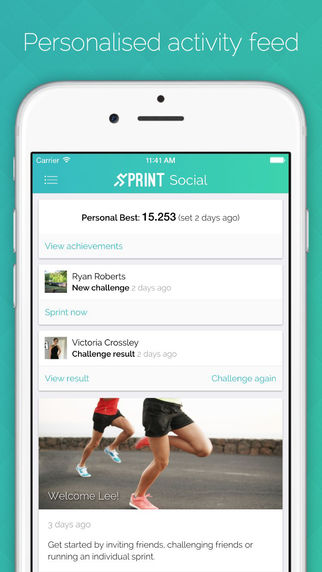 Personalised activity feed
Carrier 11:41 AM
SPRINT Social
Personal Best: 15.253 (set 2 days ago)
View achievements
Ryan Roberts
New challenge 2 days ago
Sprint now
Victoria Crossley
Challenge result 2 days ago
View result Challenge again
Welcome Lee!
3 days ago
Get started by inviting friends, challenging friends or
running an individual sprint.